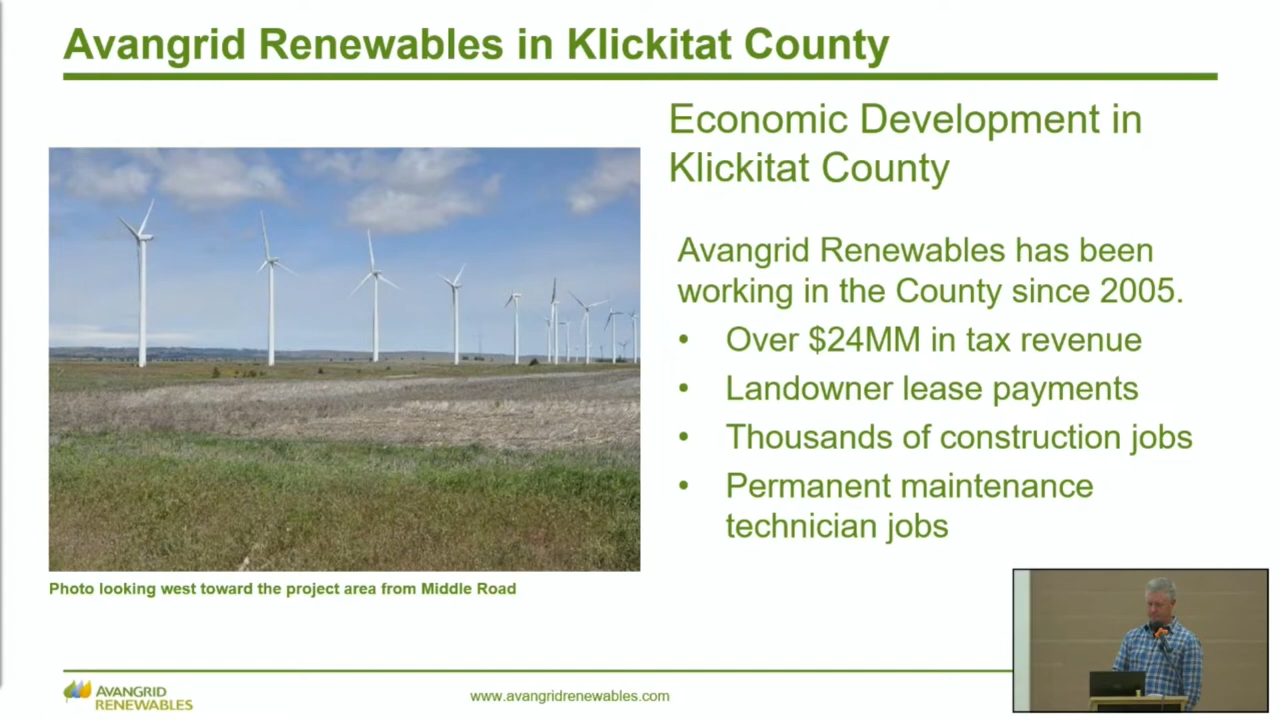 Avangrid Renewables in Klickitat County
Economic Development in
Klickitat County
Avangrid Renewables has been
working in the County since 2005.
• Over $24MM in tax revenue
• Landowner lease payments
• Thousands of construction jobs
• Permanent maintenance
technician jobs
Photo looking west toward the project area from Middle Road
AVANGRID
RENEWABLES
www.avangridrenewables.com